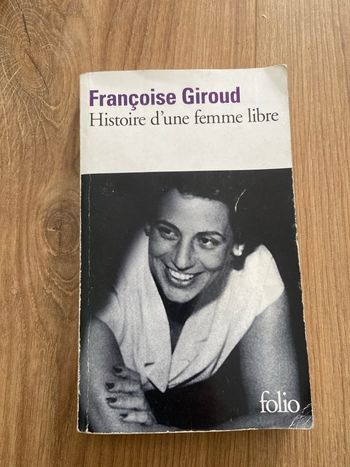 Françoise Giroud
Histoire d'une femme libre
folio